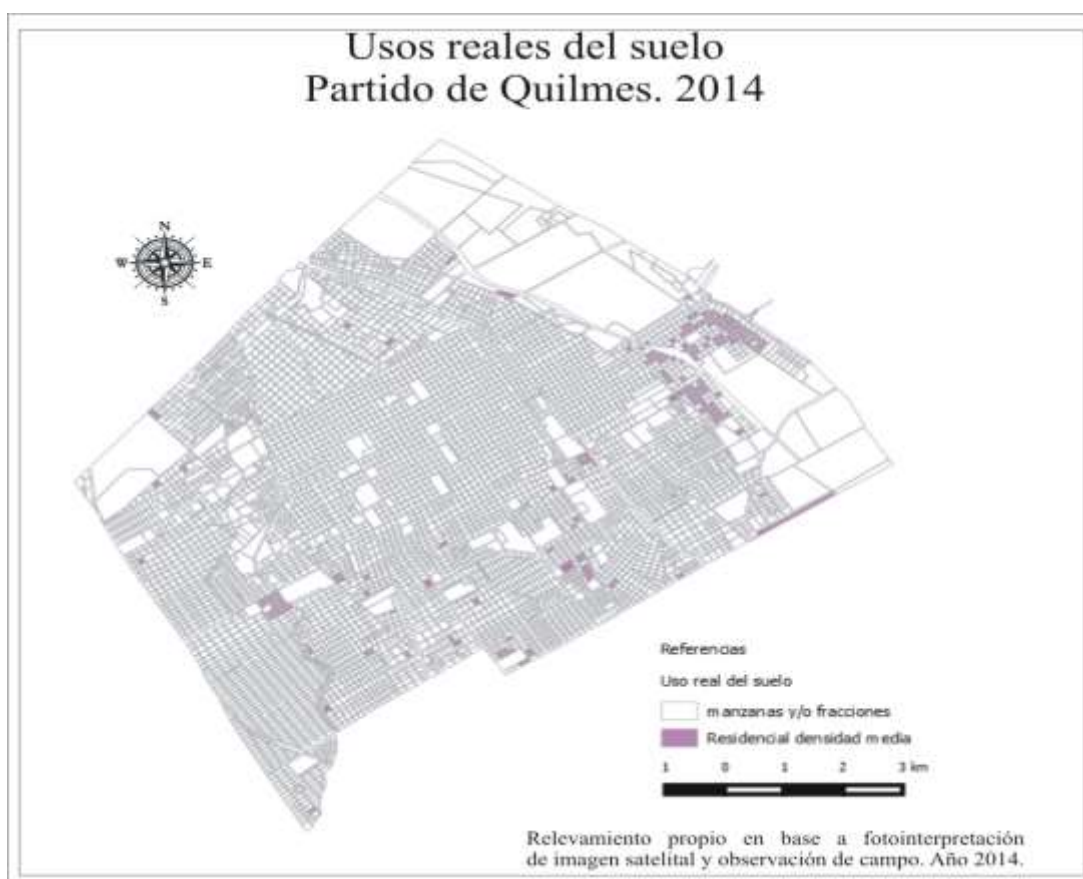 Usos reales del suelo
Partido de Quilmes. 2014
N
W E
S
Referencias
Uso real del suelo
manzanas y/o fracciones
Residencial densidad media
1 0 1 2 3 km
Relevamiento propio en base a fotointerpretación
de imagen satelital y observación de campo. Año 2014.